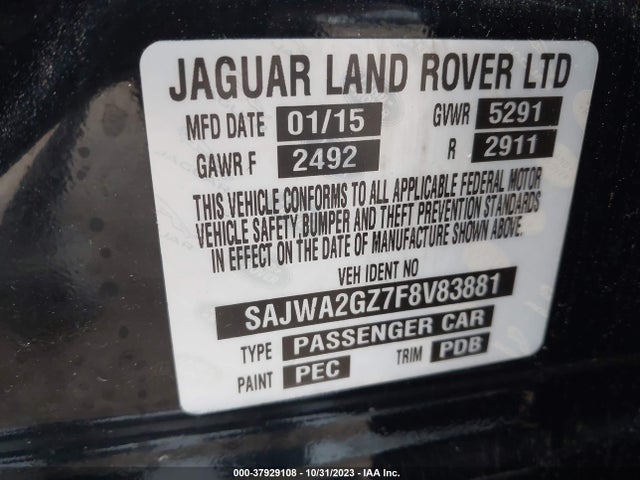 JAGUAR LAND ROVER LTD
MFD DATE 01/15 GVWR 5291
GAWR F 2492 R 2911
THIS VEHICLE CONFORMS TO ALL APPLICABLE FEDERAL MOTOR
VEHICLE SAFETY, BUMPER AND THEFT PREVENTION STANDARDS
IN EFFECT ON THE DATE OF MANUFACTURE SHOWN ABOVE.
VEH IDENT NO
SAJWA2GZ7F8V83881
TYPE PASSENGER CAR
PAINT PEC TRIM PDB
000-37929108 - 10/31/2023 - IAA Inc.